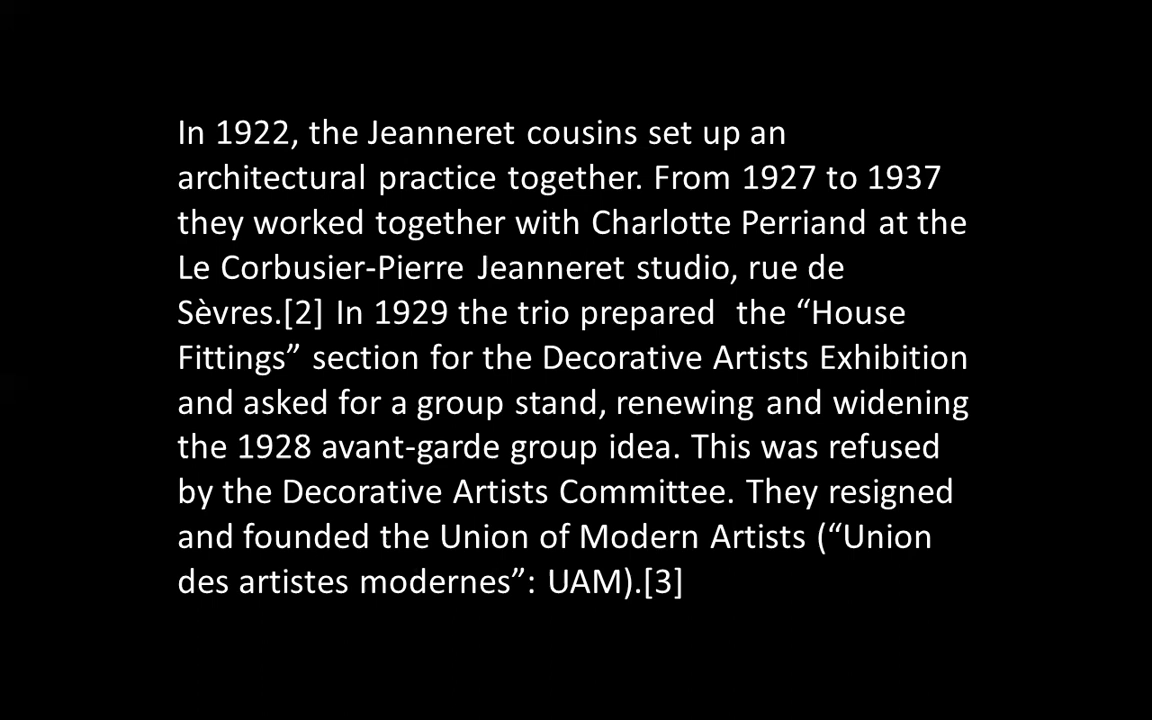 In 1922, the Jeanneret cousins set up an
architectural practice together. From 1927 to 1937
they worked together with Charlotte Perriand at the
Le Corbusier-Pierre Jeanneret studio, rue de
Sèvres.[2] In 1929 the trio prepared  the “House
Fittings” section for the Decorative Artists Exhibition
and asked for a group stand, renewing and widening
the 1928 avant-garde group idea. This was refused
by the Decorative Artists Committee. They resigned
and founded the Union of Modern Artists (“Union
des artistes modernes”: UAM).[3]